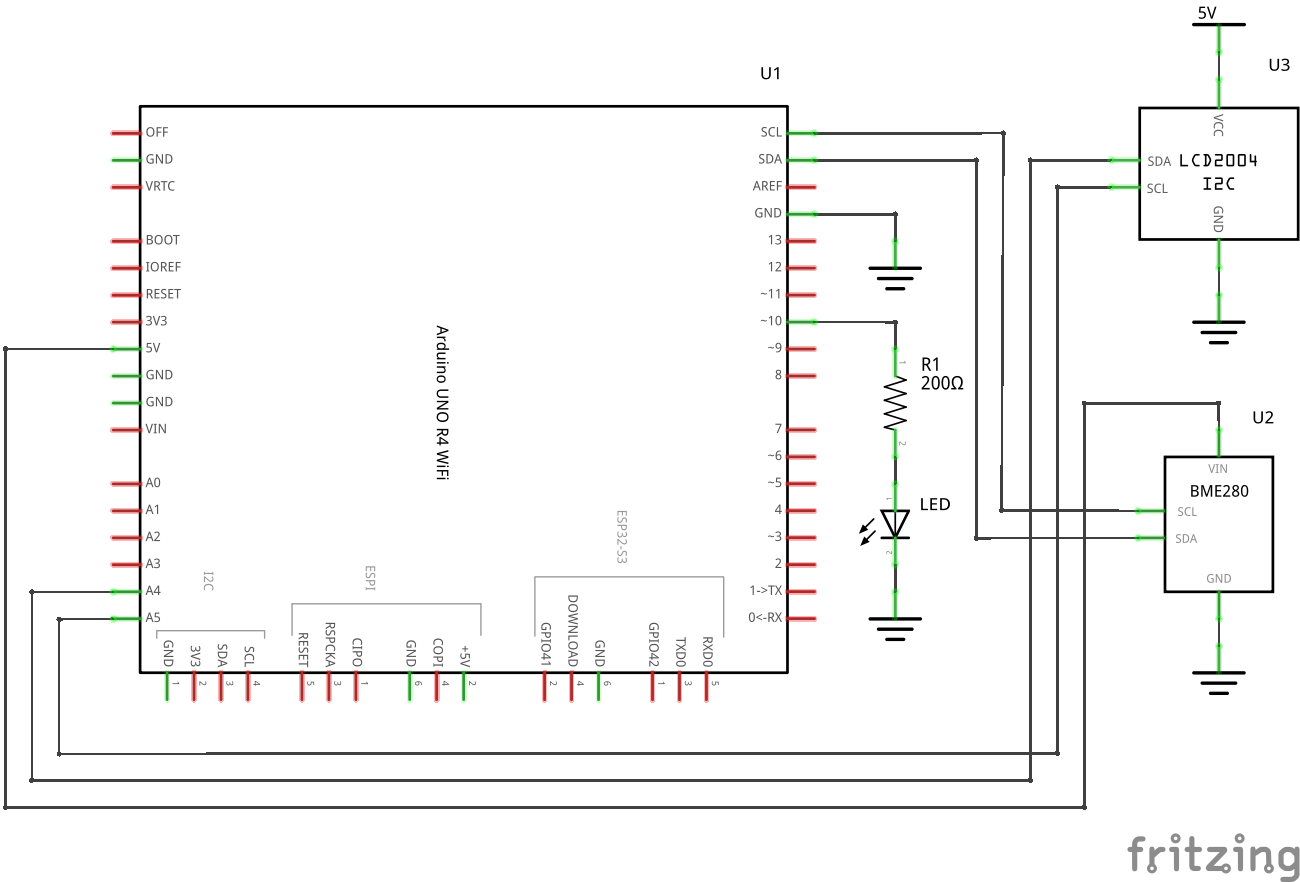 5V
U3
U1
VCC
SDA
LCD2004
SCL
I2C
GND
OFF
GND
VRTC
BOOT
IOREF
RESET
3V3
5V
GND
GND
VIN
A0
A1
A2
A3
A4
A5
SCL
SDA
AREF
GND
13
12
~11
~10
~9
8
7
~6
~5
4
~3
2
1->TX
0<-RX
Arduino UNO R4 WiFi
I2C
ESPI
ESP32-S3
GND
3V3
SDA
SCL
RESET
RSPCKA
CIPO
GND
COPI
+5V
GPIO41
DOWNLOAD
GND
GPIO42
TXD0
RXD0
1
2
3
4
5
3
1
6
4
2
2
4
6
1
3
5
1
R1
200Ω
2
1
LED
2
U2
VIN
BME280
SCL
SDA
GND
fritzing